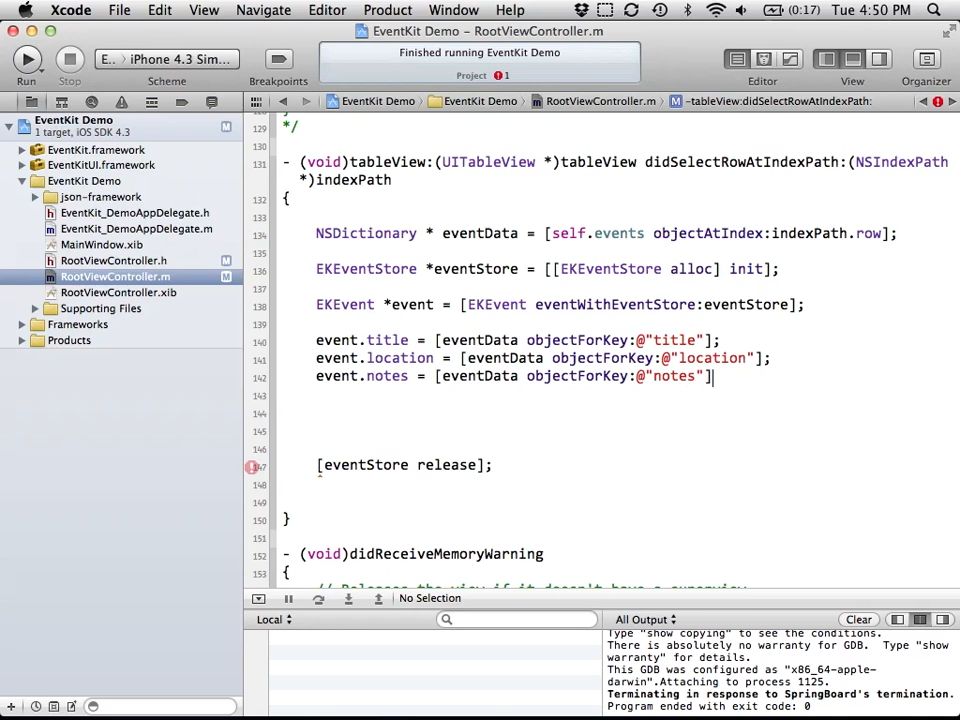 Xcode File Edit View Navigate Editor Product Window Help (0:17) Tue 4:50 PM
EventKit Demo - RootViewController.m
E.. iPhone 4.3 Sim...
Finished running EventKit Demo
Project 1
Run Stop Scheme Breakpoints Editor View Organizer
EventKit Demo EventKit Demo RootViewController.m -tableView:didSelectRowAtIndexPath:
EventKit Demo M
1 target, iOS SDK 4.3
EventKit.framework
EventKitUI.framework
EventKit Demo
json-framework
EventKit_DemoAppDelegate.h
EventKit_DemoAppDelegate.m
MainWindow.xib
RootViewController.h M
RootViewController.m M
RootViewController.xib
Supporting Files
Frameworks
Products
129 */
130
131 - (void)tableView:(UITableView *)tableView didSelectRowAtIndexPath:(NSIndexPath
*)indexPath
132 {
133
134 NSDictionary * eventData = [self.events objectAtIndex:indexPath.row];
135
136 EKEventStore *eventStore = [[EKEventStore alloc] init];
137
138 EKEvent *event = [EKEvent eventWithEventStore:eventStore];
139
140 event.title = [eventData objectForKey:@"title"];
141 event.location = [eventData objectForKey:@"location"];
142 event.notes = [eventData objectForKey:@"notes"]
143
144
145
146
147 [eventStore release];
148
149
150 }
151
152 - (void)didReceiveMemoryWarning
153 {
// Releases the view if it doesn't have a superview.
No Selection
Local All Output Clear
Type "show copying" to see the conditions.
There is absolutely no warranty for GDB. Type "show
warranty" for details.
This GDB was configured as "x86_64-apple-
darwin".Attaching to process 1125.
Terminating in response to SpringBoard's termination.
Program ended with exit code: 0